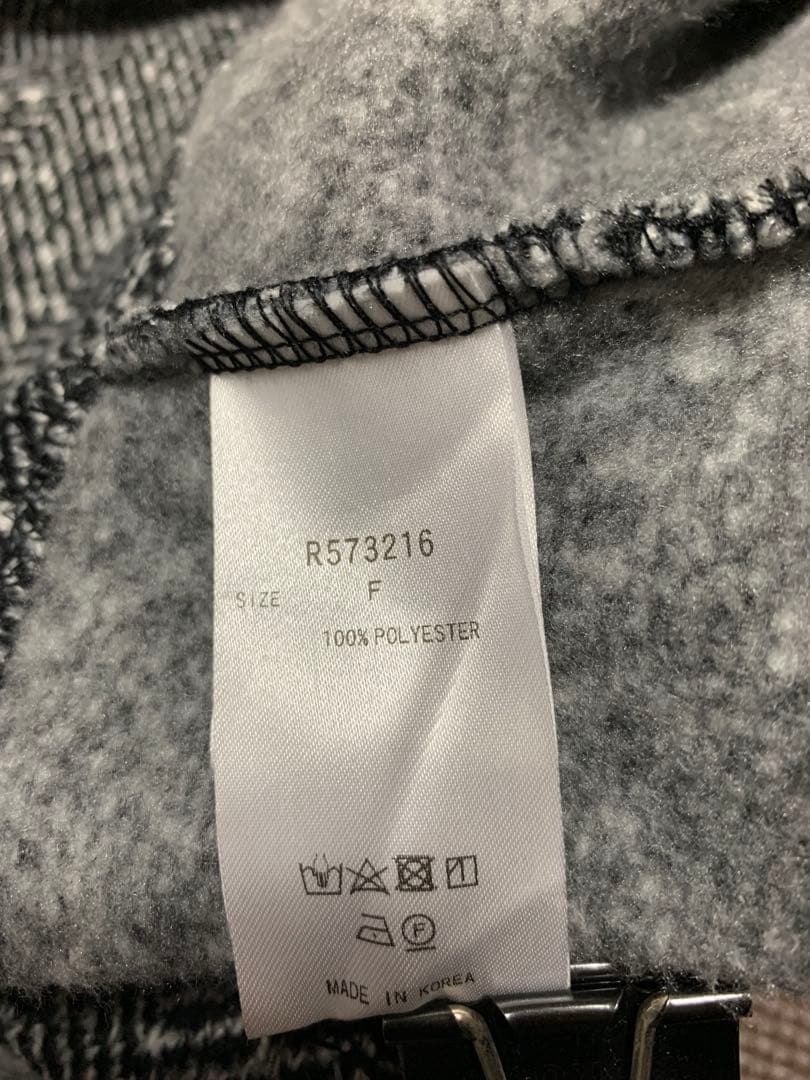 R573216
SIZE F
100% POLYESTER
F
MADE IN KOREA